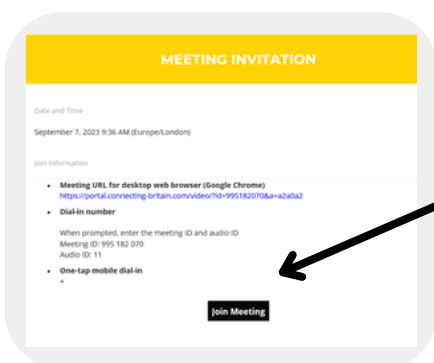 MEETING INVITATION
Date and Time
September 7, 2023 9:36 AM (Europe/London)
Join Information
• Meeting URL for desktop web browser (Google Chrome)
https://portal.connecting-britain.com/video/?id=995182070&a=a2a0a2
• Dial-in number
When prompted, enter the meeting ID and audio ID
Meeting ID: 995 182 070
Audio ID: 11
• One-tap mobile dial-in
+
Join Meeting